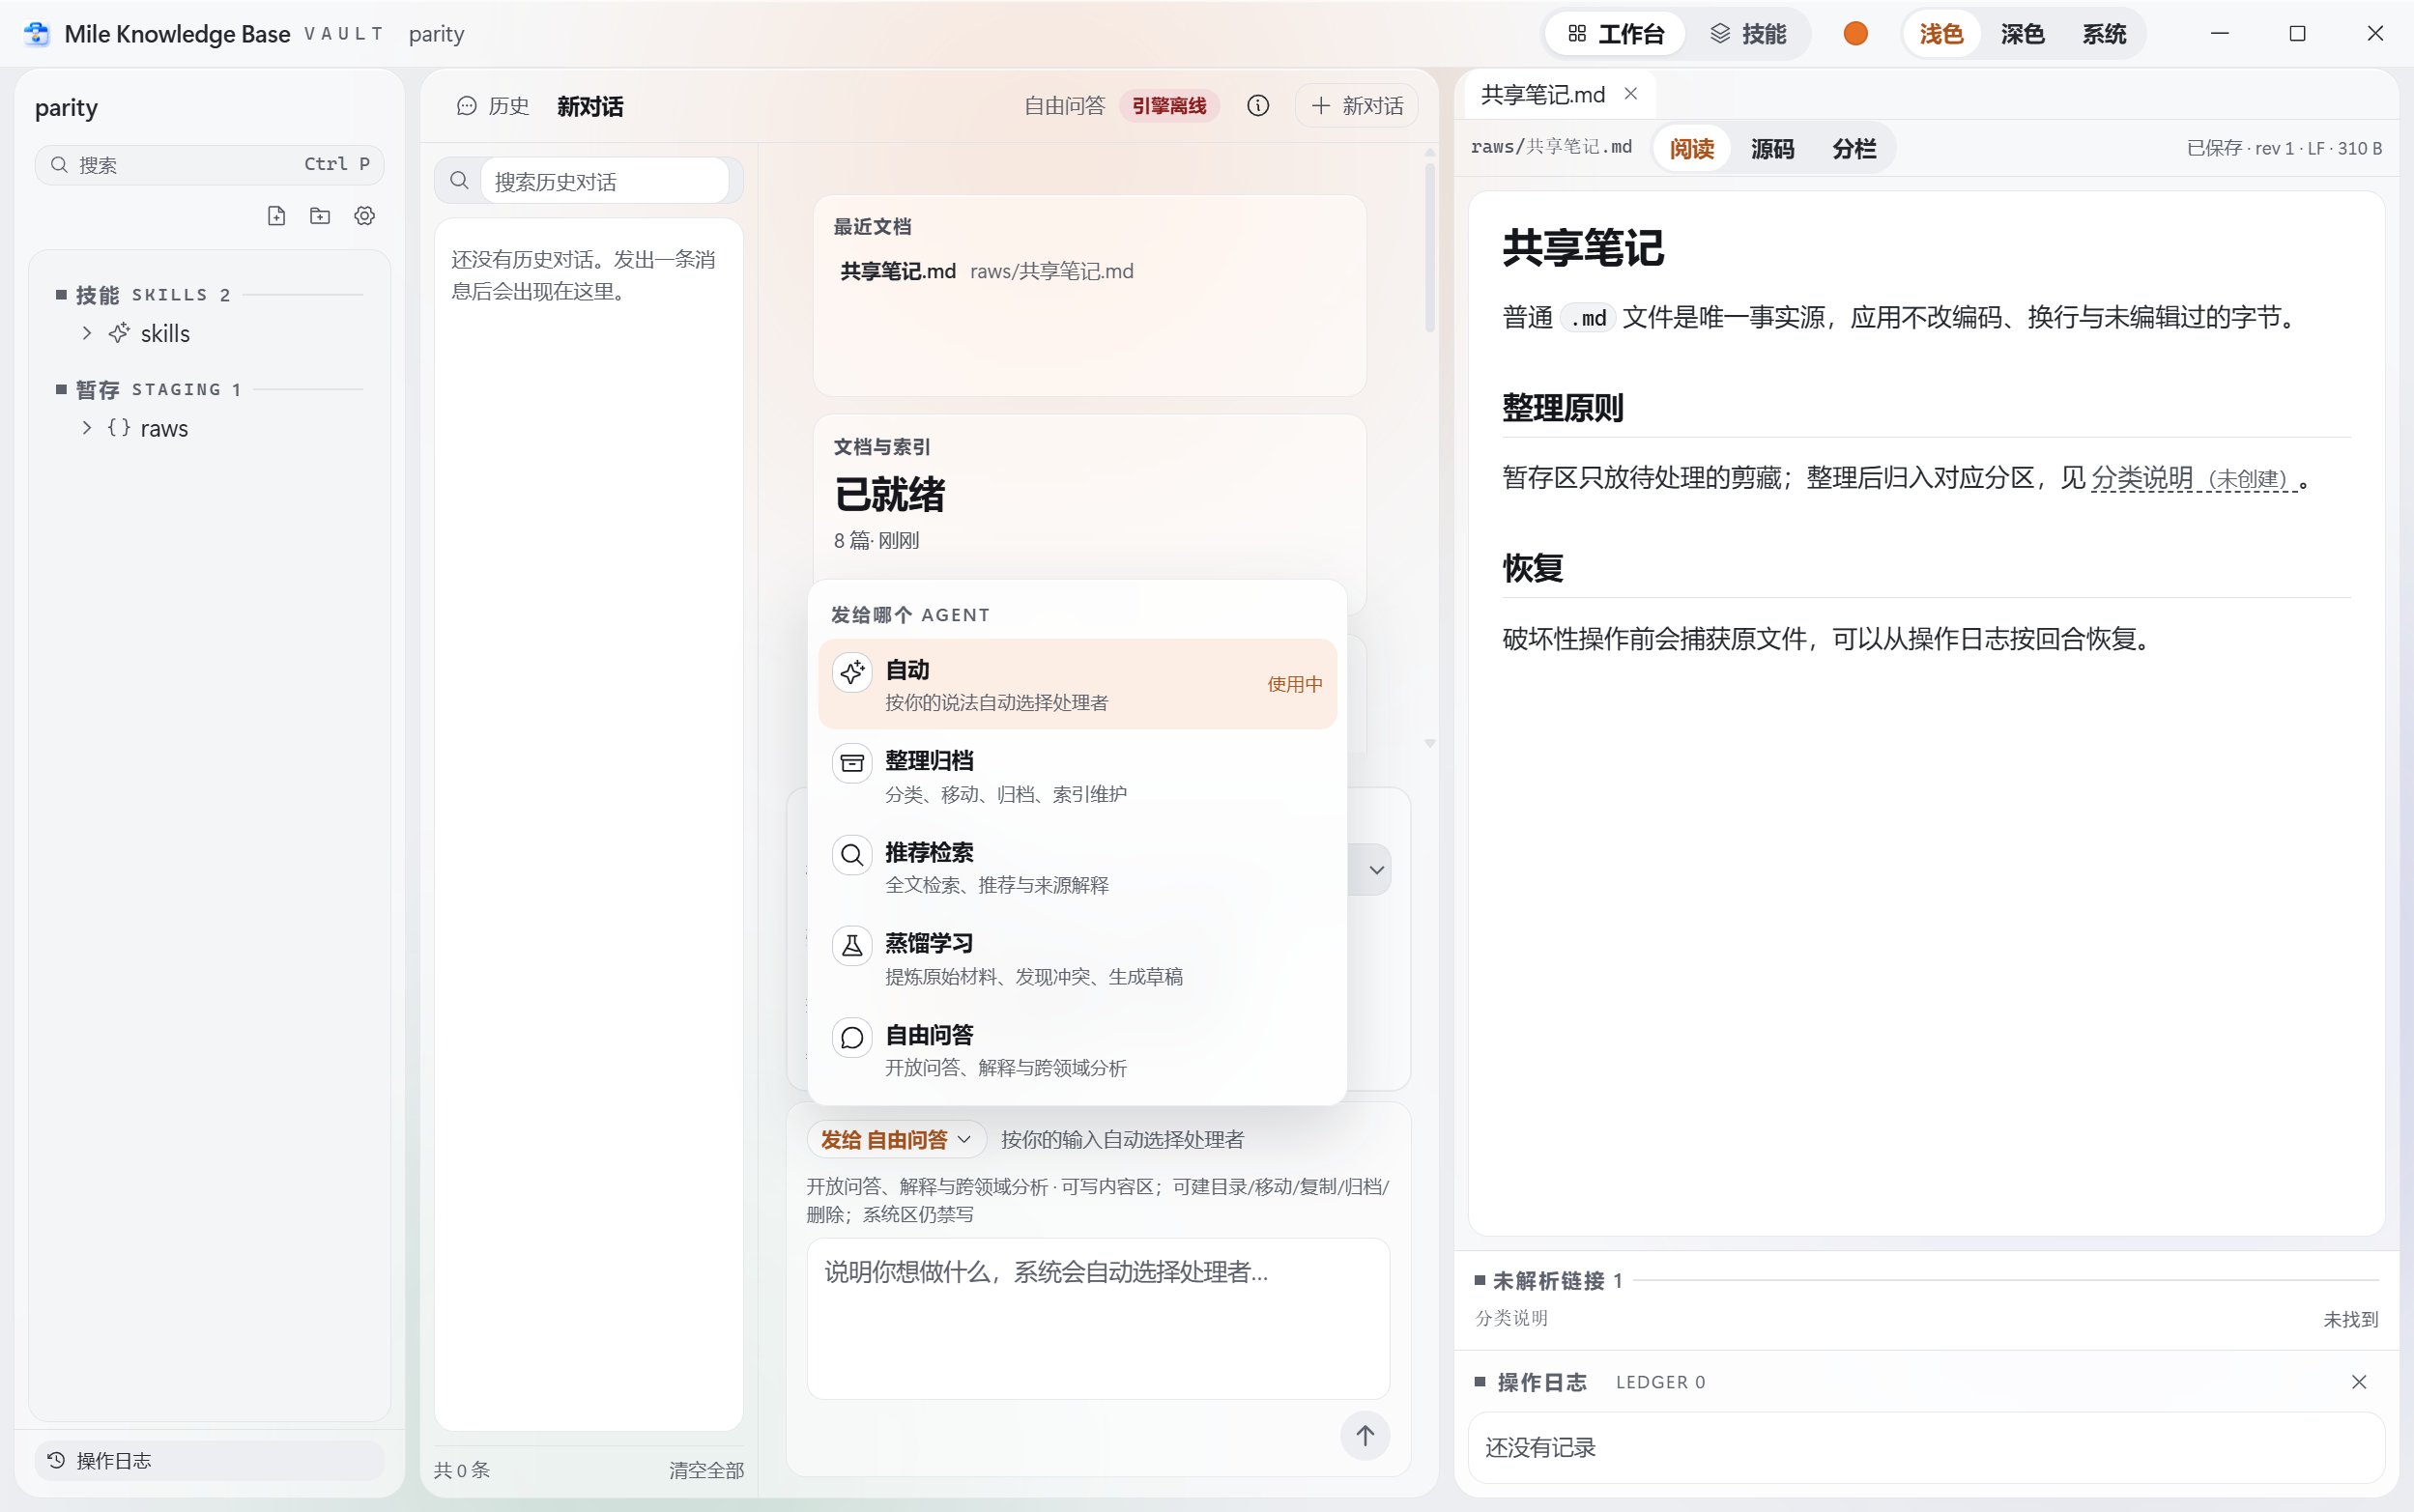 Mile Knowledge Base VAULT parity
工作台 技能 浅色 深色 系统
parity
搜索 Ctrl P
技能 SKILLS 2
skills
暂存 STAGING 1
raws
操作日志
历史 新对话
自由问答 引擎离线 新对话
搜索历史对话
还没有历史对话。发出一条消
息后会出现在这里。
共 0 条 清空全部
最近文档
共享笔记.md raws/共享笔记.md
文档与索引
已就绪
8 篇· 刚刚
发给哪个 AGENT
自动
按你的说法自动选择处理者
使用中
整理归档
分类、移动、归档、索引维护
推荐检索
全文检索、推荐与来源解释
蒸馏学习
提炼原始材料、发现冲突、生成草稿
自由问答
开放问答、解释与跨领域分析
发给 自由问答 按你的输入自动选择处理者
开放问答、解释与跨领域分析 · 可写内容区；可建目录/移动/复制/归档/
删除；系统区仍禁写
说明你想做什么，系统会自动选择处理者...
共享笔记.md
raws/共享笔记.md 阅读 源码 分栏 已保存 · rev 1 · LF · 310 B
共享笔记
普通 .md 文件是唯一事实源，应用不改编码、换行与未编辑过的字节。
整理原则
暂存区只放待处理的剪藏；整理后归入对应分区，见 分类说明（未创建）。
恢复
破坏性操作前会捕获原文件，可以从操作日志按回合恢复。
未解析链接 1
分类说明 未找到
操作日志 LEDGER 0
还没有记录